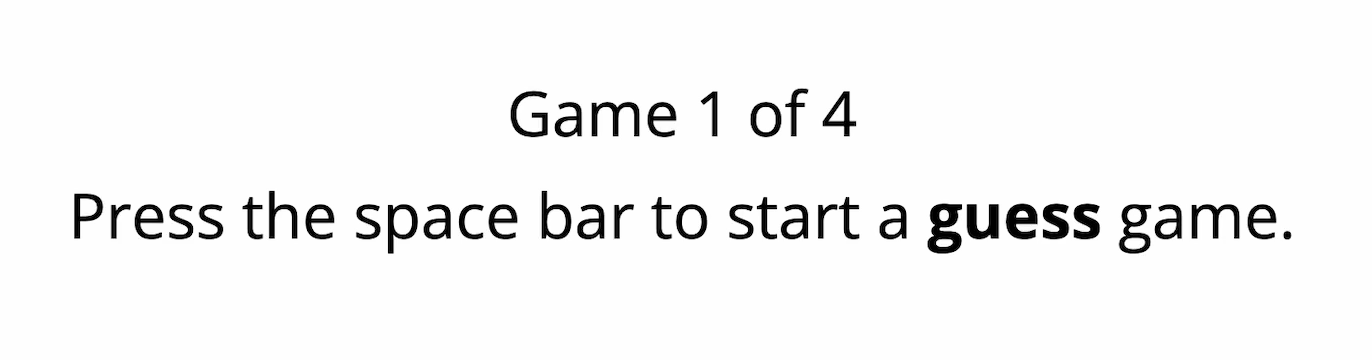 Game 1 of 4
Press the space bar to start a guess game.